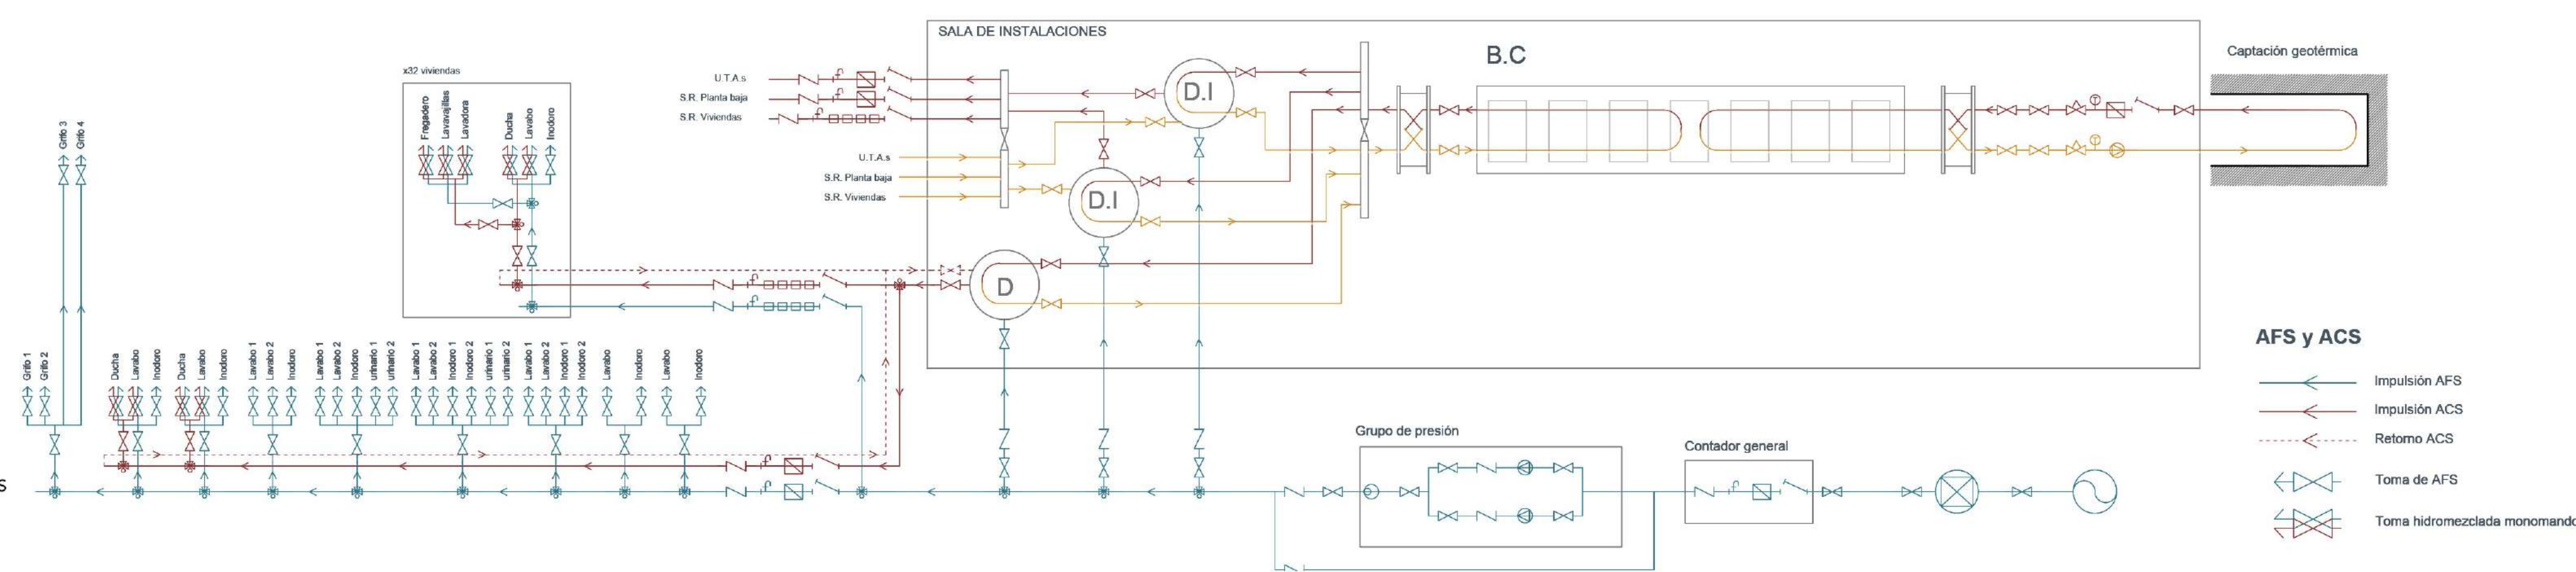 SALA DE INSTALACIONES
B.C
Captación geotérmica
x32 viviendas
Fregadero
Lavavajillas
Lavadora
Ducha
Lavabo
Inodoro
U.T.A.s
S.R. Planta baja
S.R. Viviendas
U.T.A.s
S.R. Planta baja
S.R. Viviendas
D.I
D.I
D
Grifo 3
Grifo 4
Grifo 1
Grifo 2
Ducha
Lavabo
Inodoro
Ducha
Lavabo
Inodoro
Lavabo 1
Lavabo 2
Inodoro
Lavabo 1
Lavabo 2
Inodoro
urinario 1
urinario 2
Lavabo 1
Lavabo 2
Inodoro 1
Inodoro 2
urinario 1
urinario 2
Lavabo 1
Lavabo 2
Inodoro 1
Inodoro 2
Lavabo
Inodoro
Lavabo
Inodoro
Grupo de presión
Contador general
AFS y ACS
Impulsión AFS
Impulsión ACS
Retorno ACS
Toma de AFS
Toma hidromezclada monomando
s